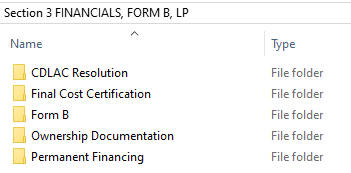 Section 3 FINANCIALS, FORM B, LP
Name Type
CDLAC Resolution File folder
Final Cost Certification File folder
Form B File folder
Ownership Documentation File folder
Permanent Financing File folder